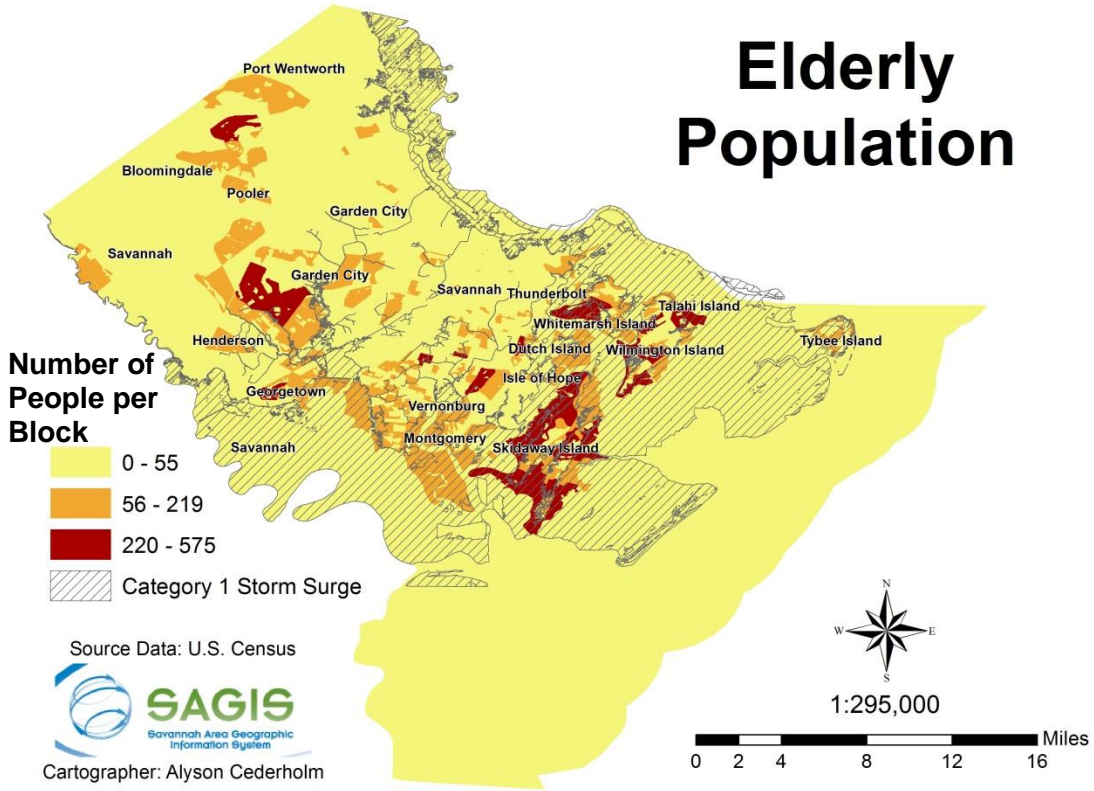 Elderly
Population
Port Wentworth
Bloomingdale
Pooler
Garden City
Savannah
Garden City
Savannah
Thunderbolt
Talahi Island
Whitemarsh Island
Henderson
Dutch Island
Wilmington Island
Tybee Island
Isle of Hope
Georgetown
Vernonburg
Montgomery
Savannah
Skidaway Island
Number of
People per
Block
0 - 55
56 - 219
220 - 575
Category 1 Storm Surge
Source Data: U.S. Census
SAGIS
Savannah Area Geographic
Information System
Cartographer: Alyson Cederholm
N
W
E
S
1:295,000
Miles
0 2 4 8 12 16